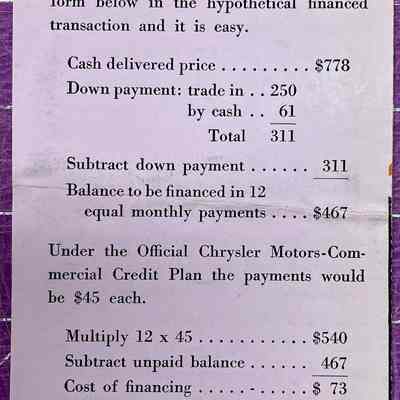 form below in the hypothetical financed
transaction and it is easy.
Cash delivered price ......... $778
Down payment: trade in .. 250
by cash .. 61
Total 311
Subtract down payment ...... 311
Balance to be financed in 12
equal monthly payments .... $467
Under the Official Chrysler Motors-Com-
mercial Credit Plan the payments would
be $45 each.
Multiply 12 x 45 ........... $540
Subtract unpaid balance ...... 467
Cost of financing ..... - ..... $ 73